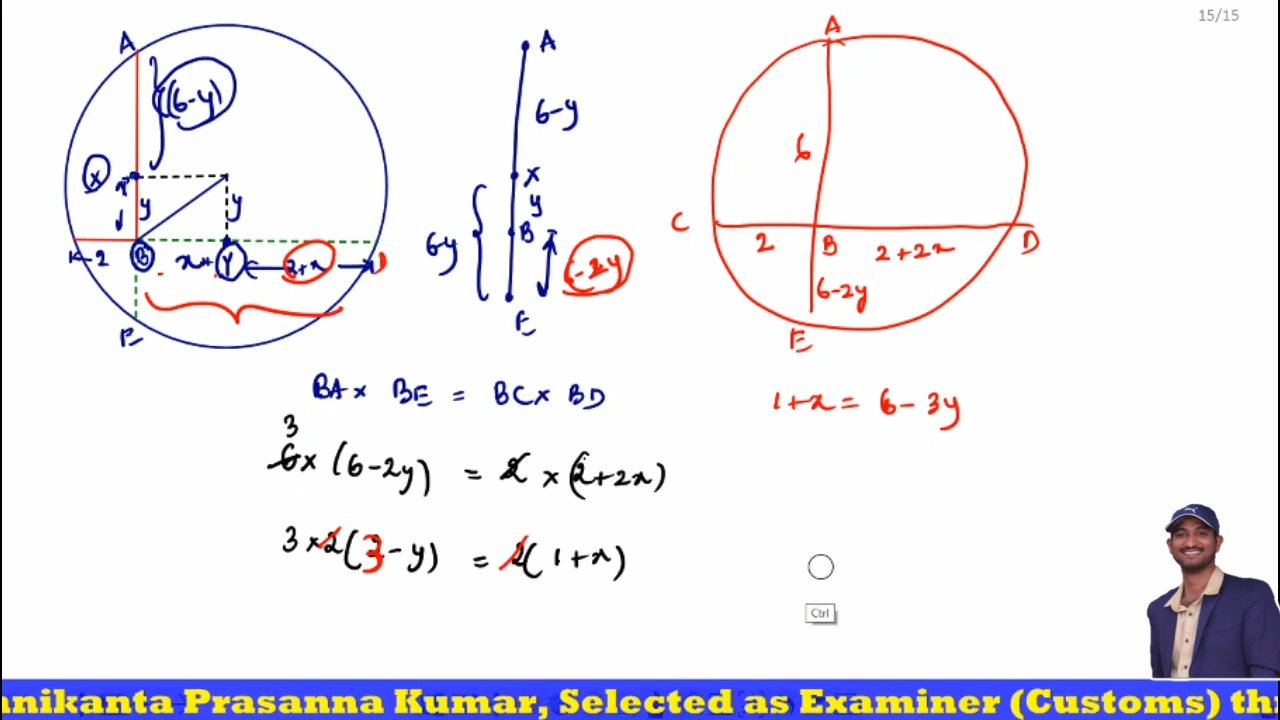 15/15
A
(6-y)
x
y
y
2
B
x
Y
2+x
D
E
A
6-y
x
y
B
6-y
6-2y
E
A
6
C
2
B
2+2x
D
6-2y
E
BA × BE = BC × BD
1+x = 6-3y
3
6× (6-2y) = 2 × (2+2x)
3×2(3-y) = 2(1+x)
Ctrl
anikanta Prasanna Kumar, Selected as Examiner (Customs) th